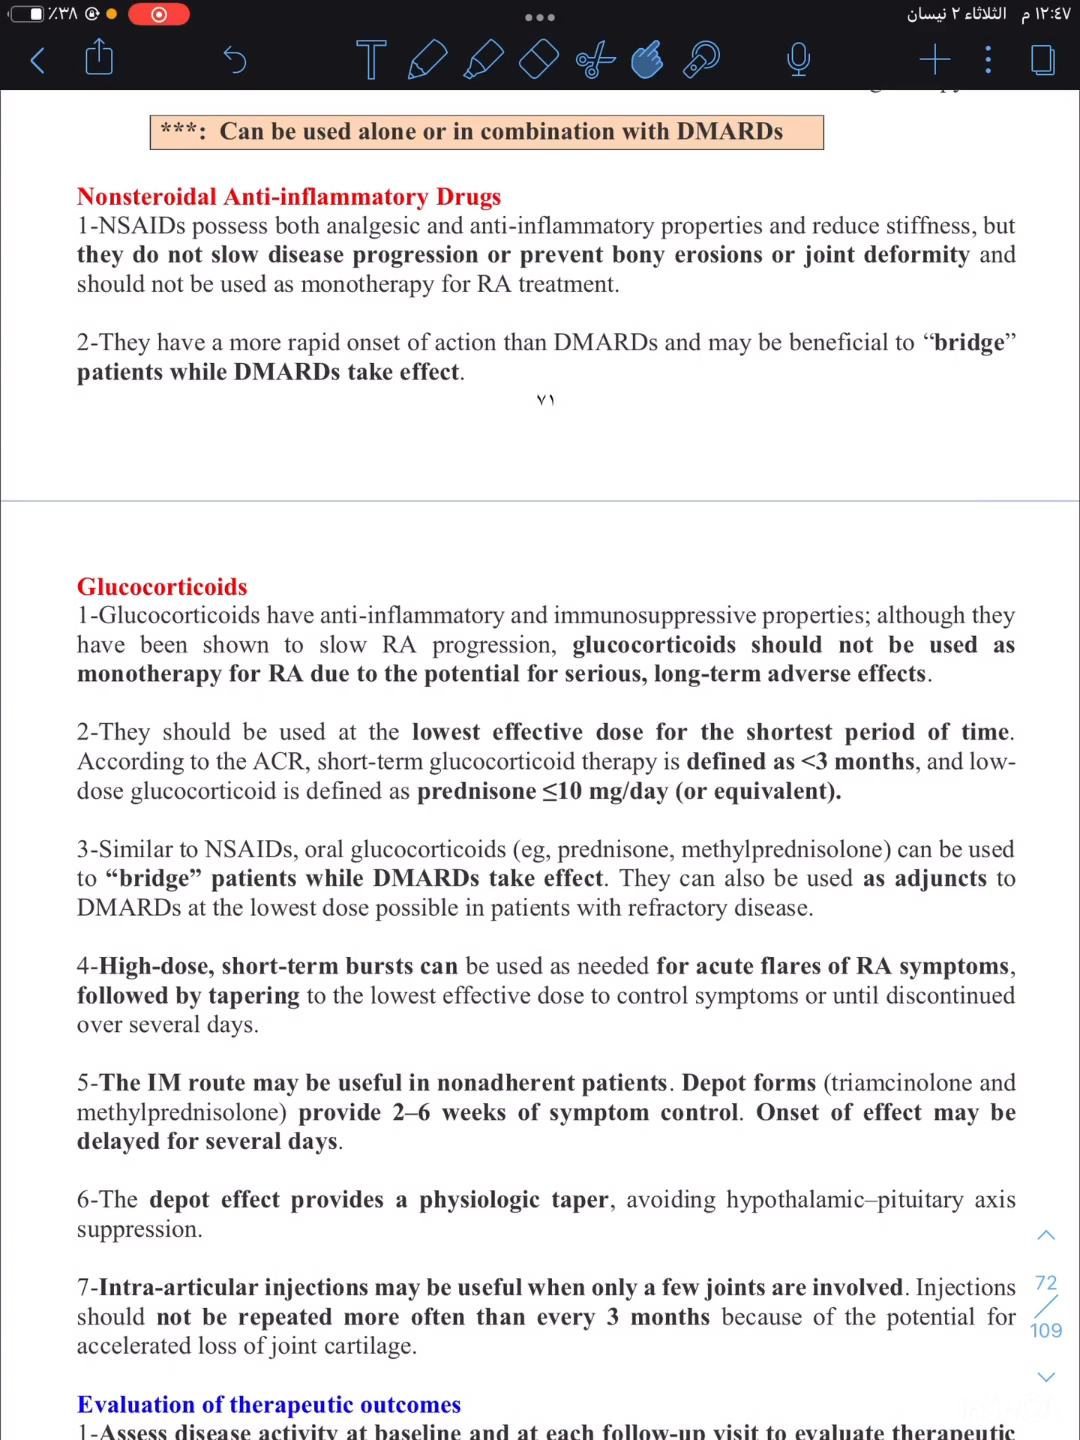 ٪٣٨
الثلاثاء ٢ نيسان ١٢:٤٧ م
***: Can be used alone or in combination with DMARDs
Nonsteroidal Anti-inflammatory Drugs
1-NSAIDs possess both analgesic and anti-inflammatory properties and reduce stiffness, but
they do not slow disease progression or prevent bony erosions or joint deformity and
should not be used as monotherapy for RA treatment.
2-They have a more rapid onset of action than DMARDs and may be beneficial to “bridge”
patients while DMARDs take effect.
٧١
Glucocorticoids
1-Glucocorticoids have anti-inflammatory and immunosuppressive properties; although they
have been shown to slow RA progression, glucocorticoids should not be used as
monotherapy for RA due to the potential for serious, long-term adverse effects.
2-They should be used at the lowest effective dose for the shortest period of time.
According to the ACR, short-term glucocorticoid therapy is defined as <3 months, and low-
dose glucocorticoid is defined as prednisone ≤10 mg/day (or equivalent).
3-Similar to NSAIDs, oral glucocorticoids (eg, prednisone, methylprednisolone) can be used
to “bridge” patients while DMARDs take effect. They can also be used as adjuncts to
DMARDs at the lowest dose possible in patients with refractory disease.
4-High-dose, short-term bursts can be used as needed for acute flares of RA symptoms,
followed by tapering to the lowest effective dose to control symptoms or until discontinued
over several days.
5-The IM route may be useful in nonadherent patients. Depot forms (triamcinolone and
methylprednisolone) provide 2–6 weeks of symptom control. Onset of effect may be
delayed for several days.
6-The depot effect provides a physiologic taper, avoiding hypothalamic–pituitary axis
suppression.
7-Intra-articular injections may be useful when only a few joints are involved. Injections
should not be repeated more often than every 3 months because of the potential for
accelerated loss of joint cartilage.
72
109
Evaluation of therapeutic outcomes
1-Assess disease activity at baseline and at each follow-up visit to evaluate therapeutic